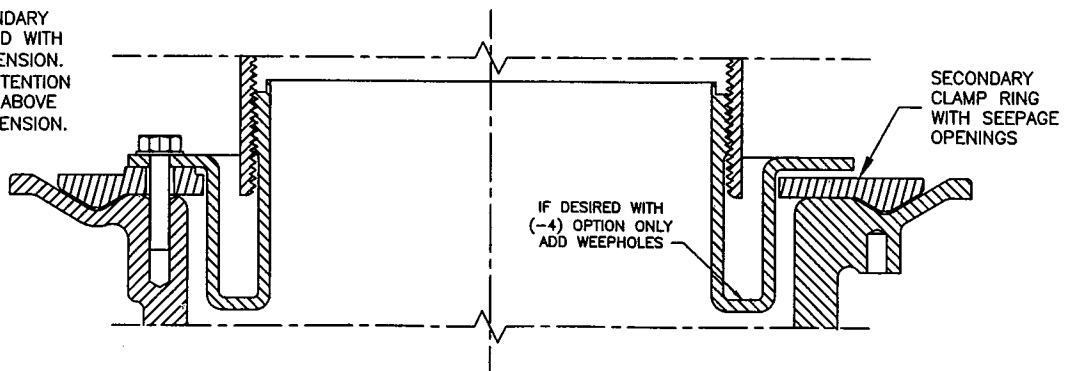 NDARY
D WITH
ENSION.
TENTION
ABOVE
ENSION.
SECONDARY
CLAMP RING
WITH SEEPAGE
OPENINGS
IF DESIRED WITH
(-4) OPTION ONLY
ADD WEEPHOLES